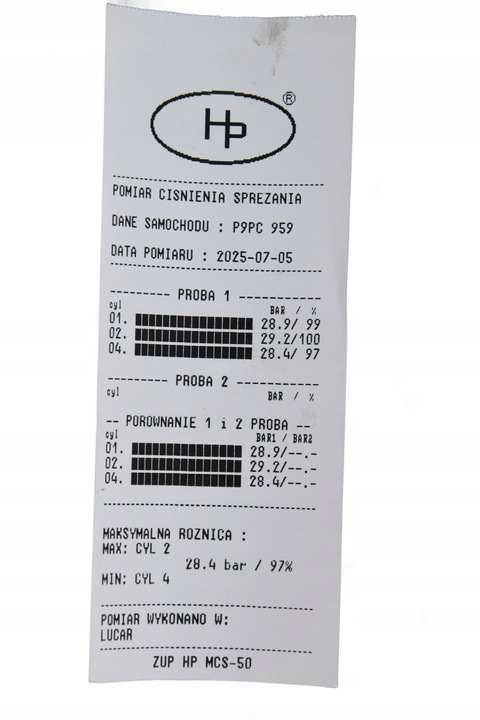 HP ®
POMIAR CISNIENIA SPREZANIA
DANE SAMOCHODU : P9PC 959
DATA POMIARU : 2025-07-05
-------- PROBA 1 -----------
cyl BAR / %
01. 28.9/ 99
02. 29.2/100
04. 28.4/ 97
-------- PROBA 2 -----------
cyl BAR / %
-- POROWNANIE 1 i 2 PROBA --
cyl BAR1 / BAR2
01. 28.9/--.-
02. 29.2/--.-
04. 28.4/--.-
MAKSYMALNA ROZNICA :
MAX: CYL 2
28.4 bar / 97%
MIN: CYL 4
POMIAR WYKONANO W:
LUCAR
ZUP HP MCS-50